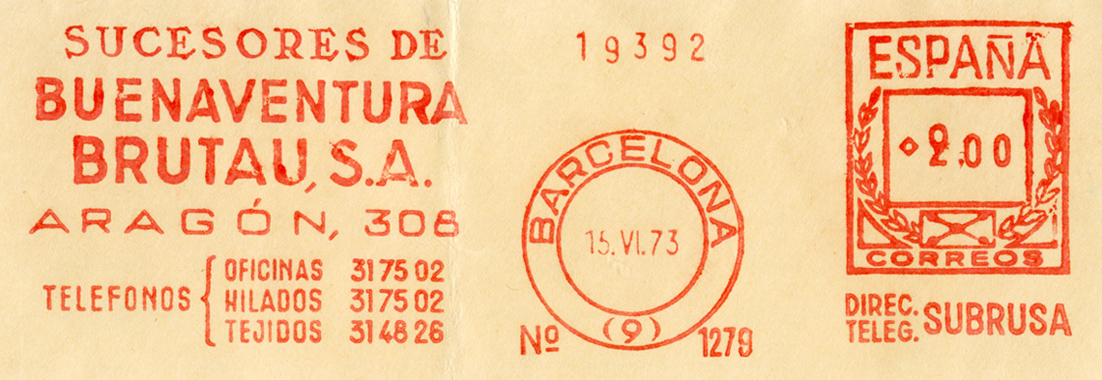 SUCESORES DE
BUENAVENTURA
BRUTAU, S.A.
ARAGÓN, 308
TELEFONOS { OFICINAS 31 75 02
HILADOS 31 75 02
TEJIDOS 31 48 26
19392
BARCELONA
15.VI.73
(9)
Nº 1279
ESPAÑA
2,00
CORREOS
DIREC.
TELEG. SUBRUSA